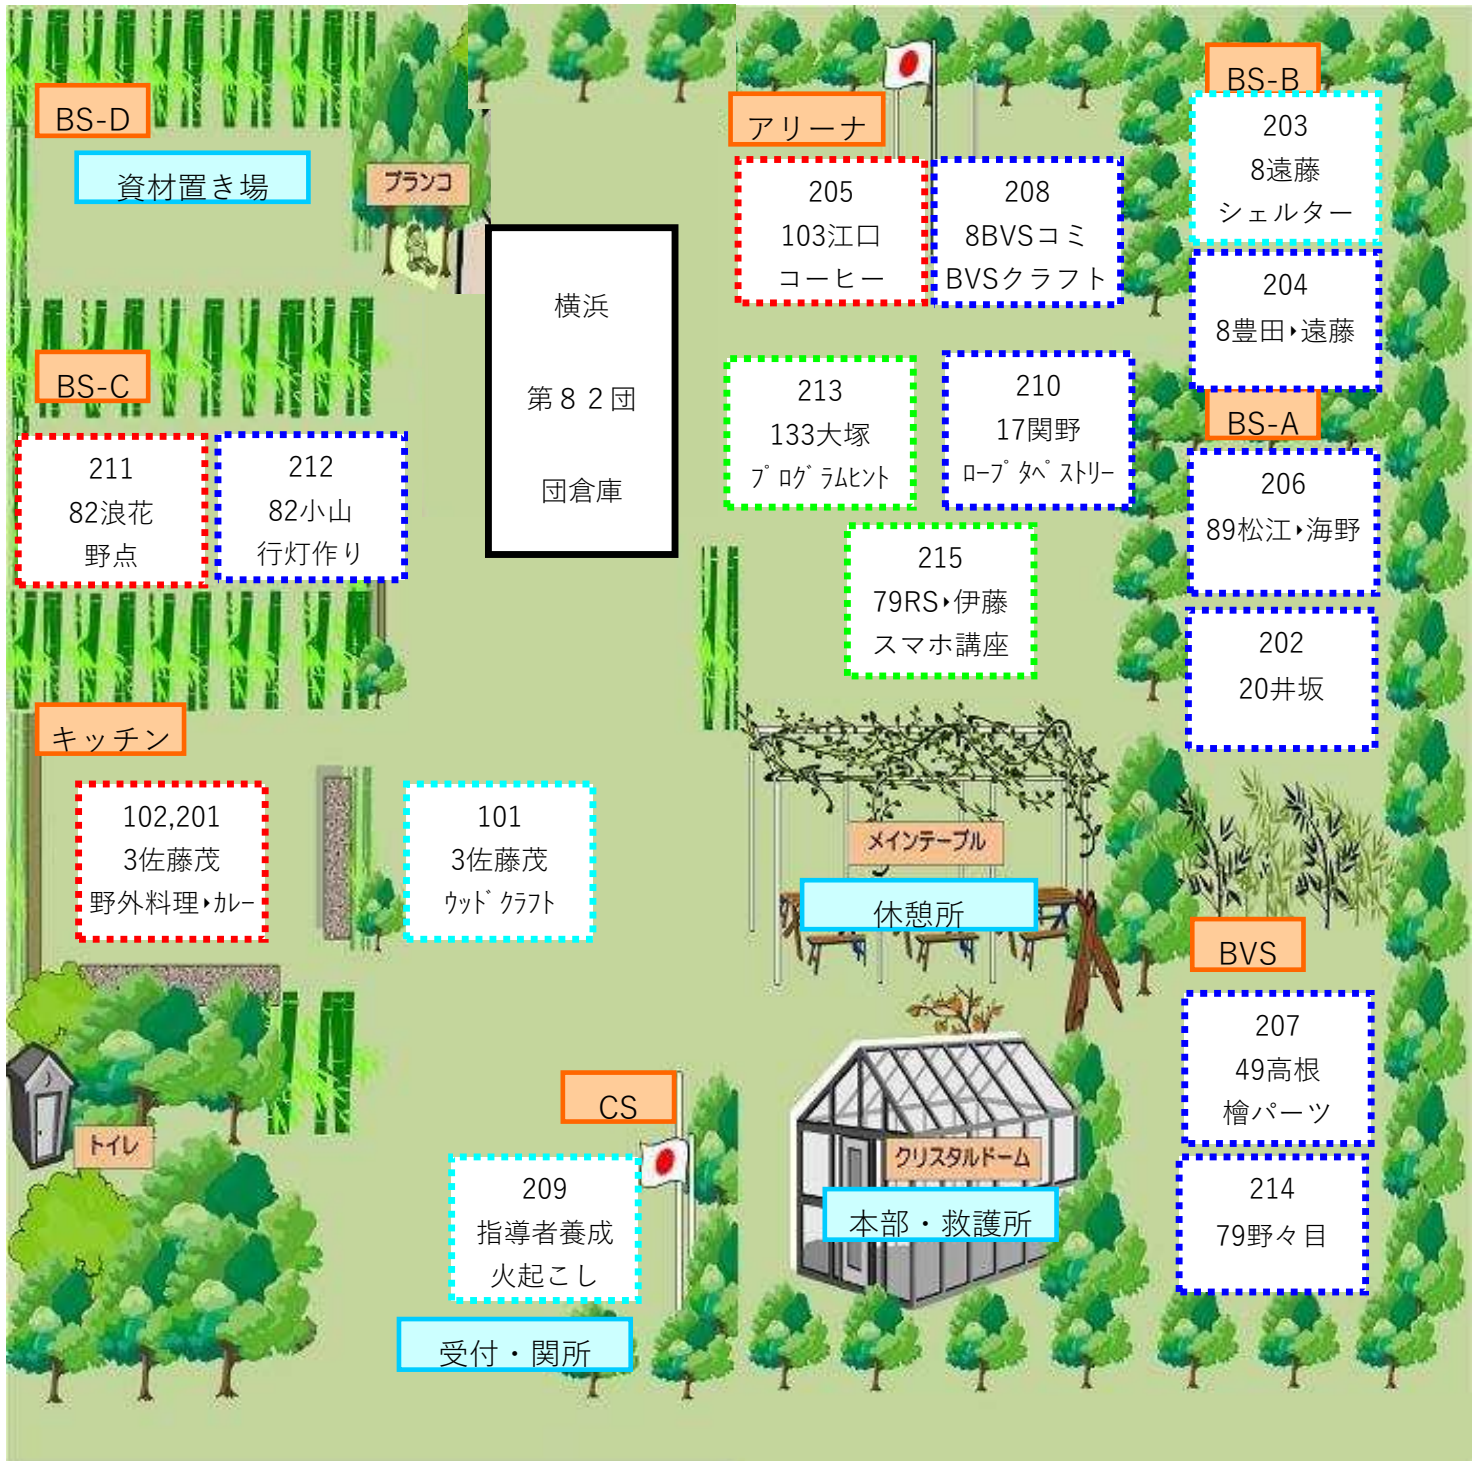 BS-D
資材置き場
ブランコ
アリーナ
BS-B
203
8遠藤
シェルター
205
103江口
コーヒー
208
8BVSコミ
BVSクラフト
204
8豊田・遠藤
横浜
第８２団
団倉庫
BS-C
213
133大塚
プログラムヒント
210
17関野
ロープタペストリー
BS-A
211
82浪花
野点
212
82小山
行灯作り
206
89松江・海野
215
79RS・伊藤
スマホ講座
202
20井坂
キッチン
102,201
3佐藤茂
野外料理・カレー
101
3佐藤茂
ウッドクラフト
メインテーブル
休憩所
BVS
207
49高根
檜パーツ
CS
トイレ
クリスタルドーム
本部・救護所
209
指導者養成
火起こし
214
79野々目
受付・関所